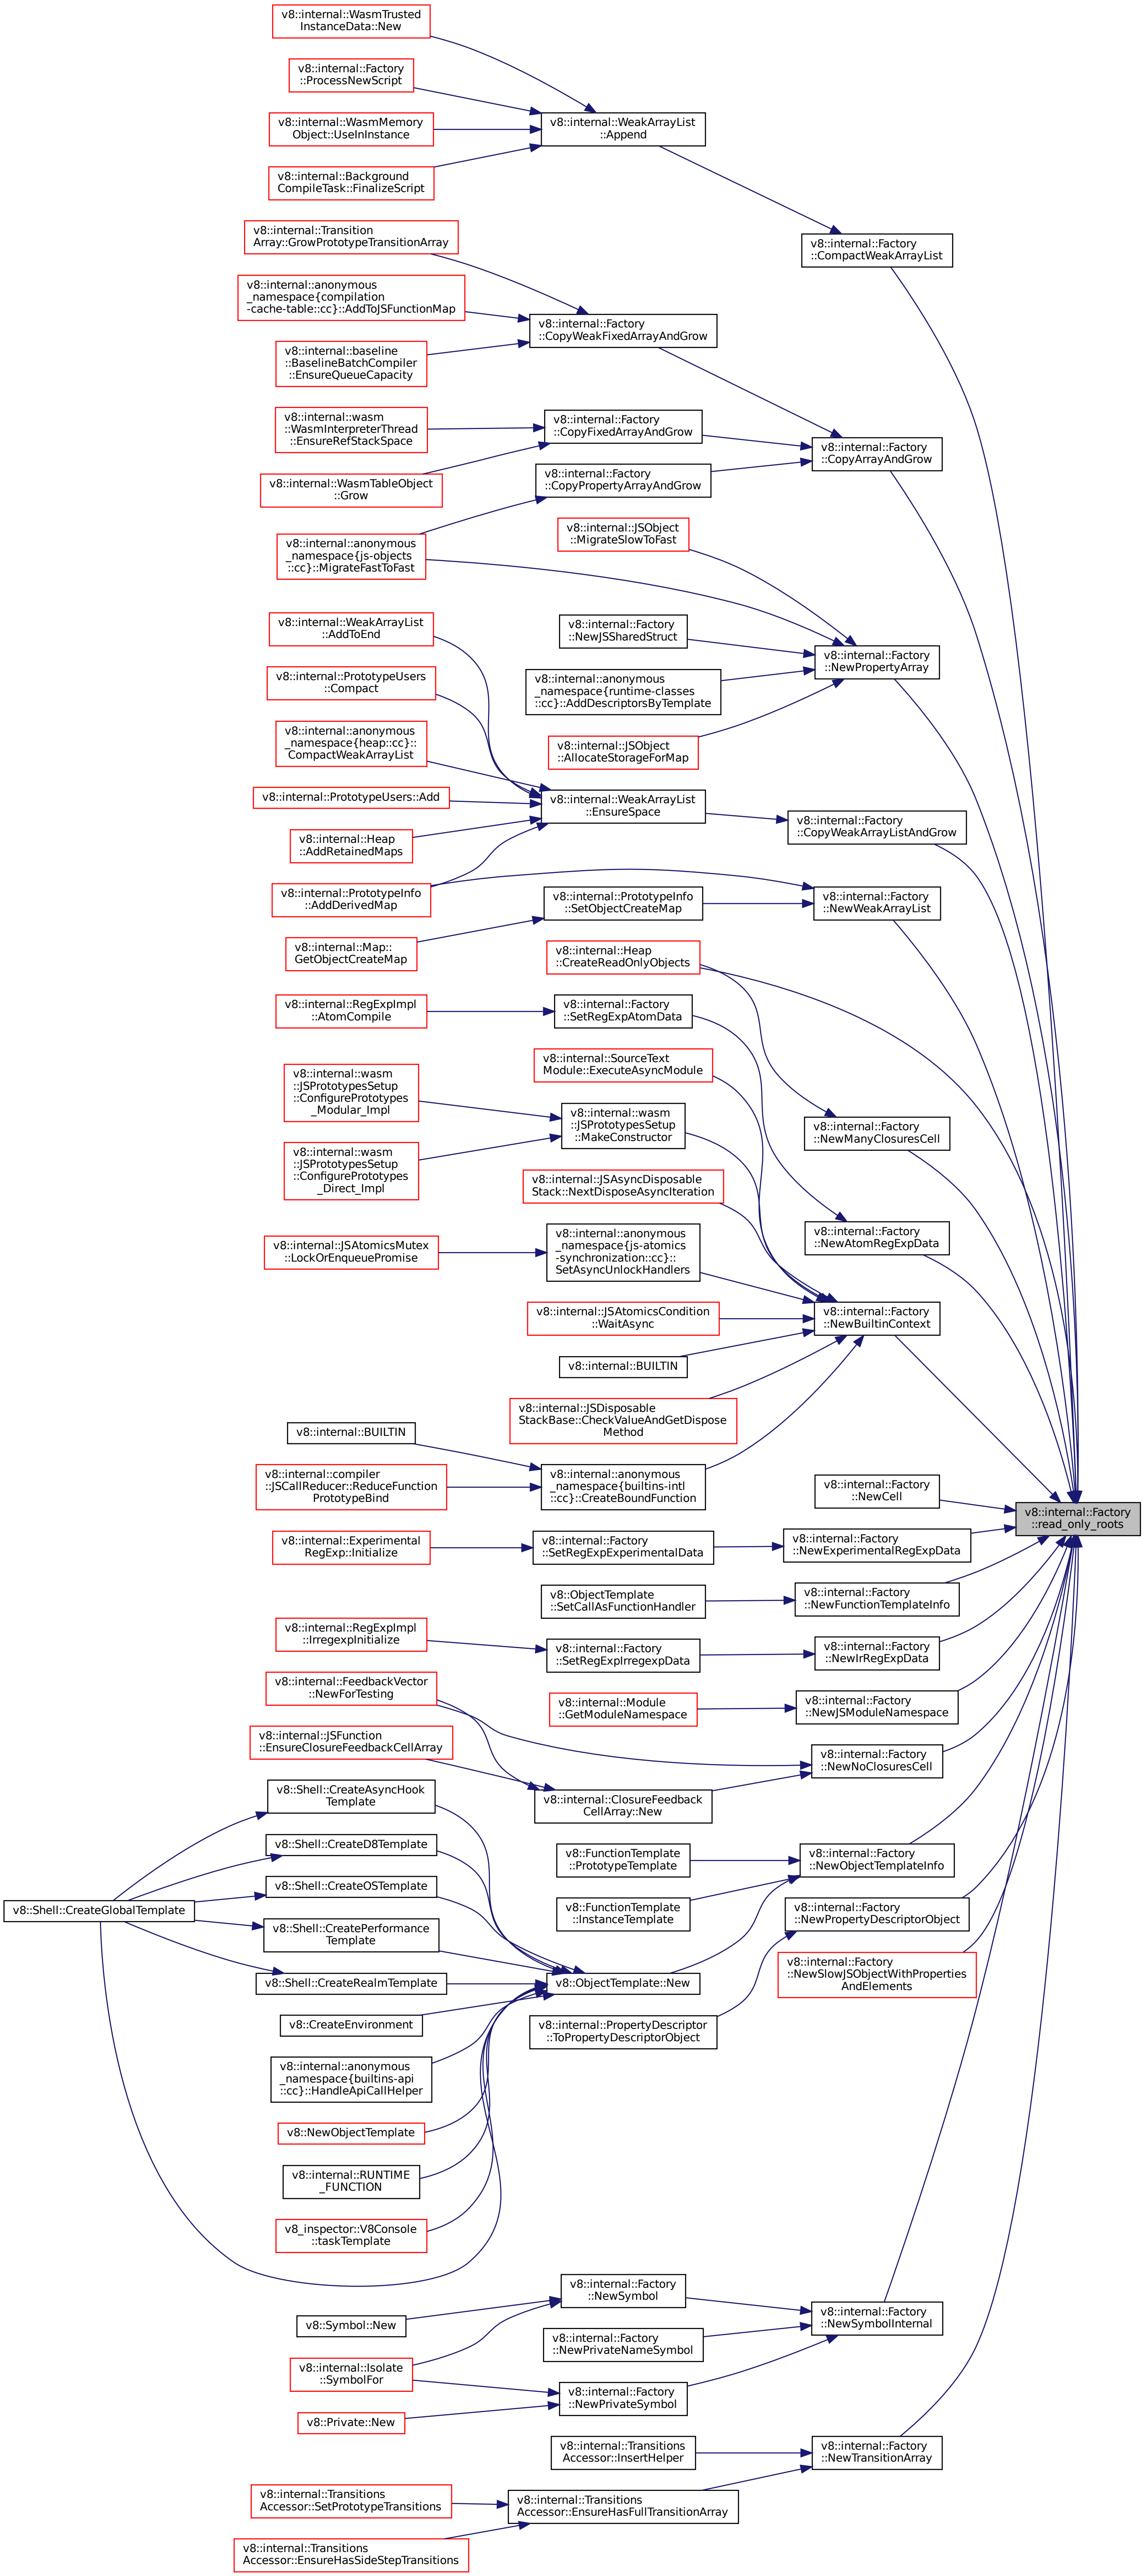 v8::internal::WasmTrusted
InstanceData::New
v8::internal::Factory
::ProcessNewScript
v8::internal::WeakArrayList
::Append
v8::internal::WasmMemory
Object::UseInInstance
v8::internal::Background
CompileTask::FinalizeScript
v8::internal::Transition
Array::GrowPrototypeTransitionArray
v8::internal::Factory
::CompactWeakArrayList
v8::internal::anonymous
_namespace{compilation
-cache-table::cc}::AddToJSFunctionMap
v8::internal::Factory
::CopyWeakFixedArrayAndGrow
v8::internal::baseline
::BaselineBatchCompiler
::EnsureQueueCapacity
v8::internal::wasm
::WasmInterpreterThread
::EnsureRefStackSpace
v8::internal::Factory
::CopyFixedArrayAndGrow
v8::internal::Factory
::CopyArrayAndGrow
v8::internal::WasmTableObject
::Grow
v8::internal::Factory
::CopyPropertyArrayAndGrow
v8::internal::anonymous
_namespace{js-objects
::cc}::MigrateFastToFast
v8::internal::JSObject
::MigrateSlowToFast
v8::internal::WeakArrayList
::AddToEnd
v8::internal::Factory
::NewJSSharedStruct
v8::internal::Factory
::NewPropertyArray
v8::internal::PrototypeUsers
::Compact
v8::internal::anonymous
_namespace{runtime-classes
::cc}::AddDescriptorsByTemplate
v8::internal::anonymous
_namespace{heap::cc}::
CompactWeakArrayList
v8::internal::JSObject
::AllocateStorageForMap
v8::internal::PrototypeUsers::Add
v8::internal::WeakArrayList
::EnsureSpace
v8::internal::Factory
::CopyWeakArrayListAndGrow
v8::internal::Heap
::AddRetainedMaps
v8::internal::PrototypeInfo
::AddDerivedMap
v8::internal::PrototypeInfo
::SetObjectCreateMap
v8::internal::Factory
::NewWeakArrayList
v8::internal::Map::
GetObjectCreateMap
v8::internal::Heap
::CreateReadOnlyObjects
v8::internal::RegExpImpl
::AtomCompile
v8::internal::Factory
::SetRegExpAtomData
v8::internal::SourceText
Module::ExecuteAsyncModule
v8::internal::wasm
::JSPrototypesSetup
::ConfigurePrototypes
_Modular_Impl
v8::internal::wasm
::JSPrototypesSetup
::MakeConstructor
v8::internal::Factory
::NewManyClosuresCell
v8::internal::wasm
::JSPrototypesSetup
::ConfigurePrototypes
_Direct_Impl
v8::internal::JSAsyncDisposable
Stack::NextDisposeAsyncIteration
v8::internal::Factory
::NewAtomRegExpData
v8::internal::JSAtomicsMutex
::LockOrEnqueuePromise
v8::internal::anonymous
_namespace{js-atomics
-synchronization::cc}::
SetAsyncUnlockHandlers
v8::internal::JSAtomicsCondition
::WaitAsync
v8::internal::Factory
::NewBuiltinContext
v8::internal::BUILTIN
v8::internal::JSDisposable
StackBase::CheckValueAndGetDispose
Method
v8::internal::BUILTIN
v8::internal::compiler
::JSCallReducer::ReduceFunction
PrototypeBind
v8::internal::anonymous
_namespace{builtins-intl
::cc}::CreateBoundFunction
v8::internal::Factory
::NewCell
v8::internal::Factory
::read_only_roots
v8::internal::Experimental
RegExp::Initialize
v8::internal::Factory
::SetRegExpExperimentalData
v8::internal::Factory
::NewExperimentalRegExpData
v8::ObjectTemplate
::SetCallAsFunctionHandler
v8::internal::Factory
::NewFunctionTemplateInfo
v8::internal::RegExpImpl
::IrregexpInitialize
v8::internal::Factory
::SetRegExpIrregexpData
v8::internal::Factory
::NewIrRegExpData
v8::internal::FeedbackVector
::NewForTesting
v8::internal::Module
::GetModuleNamespace
v8::internal::Factory
::NewJSModuleNamespace
v8::internal::JSFunction
::EnsureClosureFeedbackCellArray
v8::internal::Factory
::NewNoClosuresCell
v8::Shell::CreateAsyncHook
Template
v8::internal::ClosureFeedback
CellArray::New
v8::Shell::CreateD8Template
v8::FunctionTemplate
::PrototypeTemplate
v8::internal::Factory
::NewObjectTemplateInfo
v8::Shell::CreateOSTemplate
v8::FunctionTemplate
::InstanceTemplate
v8::internal::Factory
::NewPropertyDescriptorObject
v8::Shell::CreateGlobalTemplate
v8::Shell::CreatePerformance
Template
v8::Shell::CreateRealmTemplate
v8::ObjectTemplate::New
v8::internal::Factory
::NewSlowJSObjectWithProperties
AndElements
v8::CreateEnvironment
v8::internal::PropertyDescriptor
::ToPropertyDescriptorObject
v8::internal::anonymous
_namespace{builtins-api
::cc}::HandleApiCallHelper
v8::NewObjectTemplate
v8::internal::RUNTIME
_FUNCTION
v8_inspector::V8Console
::taskTemplate
v8::internal::Factory
::NewSymbol
v8::Symbol::New
v8::internal::Factory
::NewPrivateNameSymbol
v8::internal::Factory
::NewSymbolInternal
v8::internal::Isolate
::SymbolFor
v8::internal::Factory
::NewPrivateSymbol
v8::Private::New
v8::internal::Transitions
Accessor::InsertHelper
v8::internal::Factory
::NewTransitionArray
v8::internal::Transitions
Accessor::SetPrototypeTransitions
v8::internal::Transitions
Accessor::EnsureHasFullTransitionArray
v8::internal::Transitions
Accessor::EnsureHasSideStepTransitions